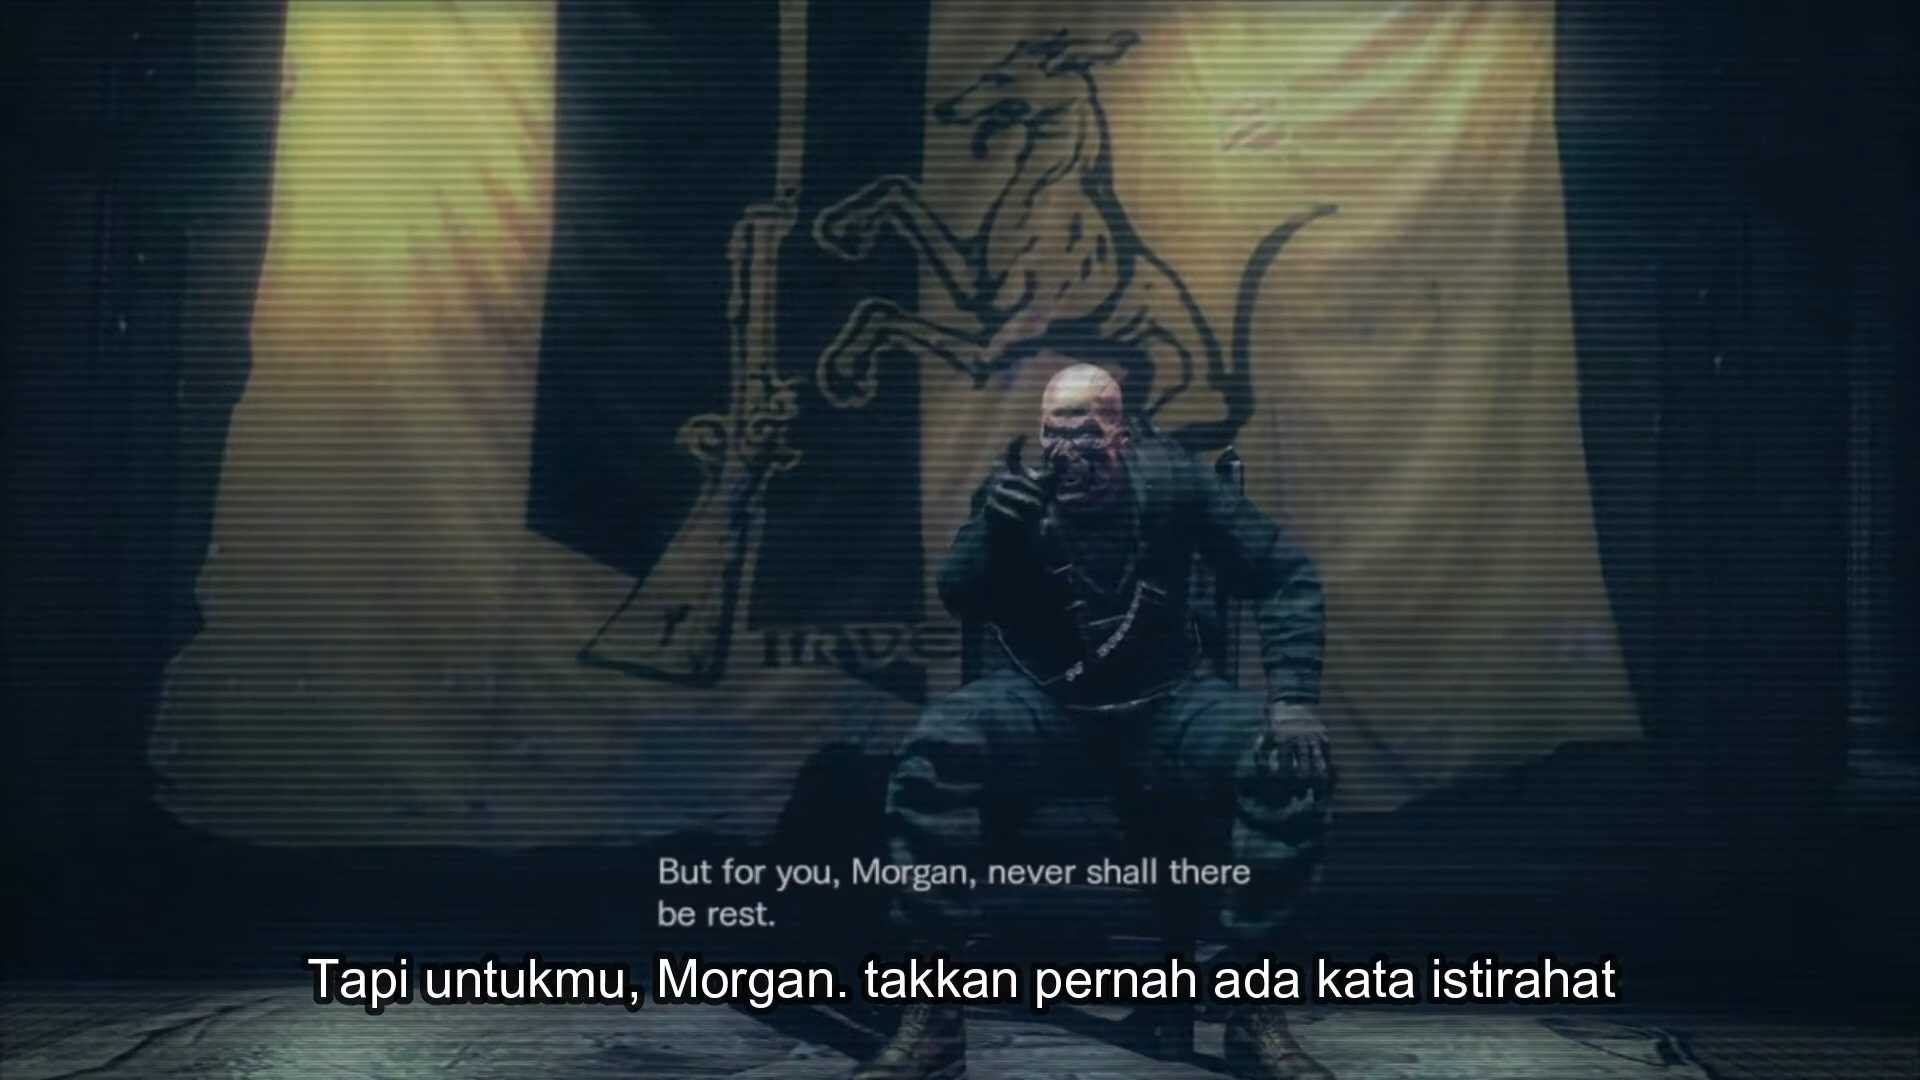 But for you, Morgan, never shall there
be rest.
Tapi untukmu, Morgan. takkan pernah ada kata istirahat